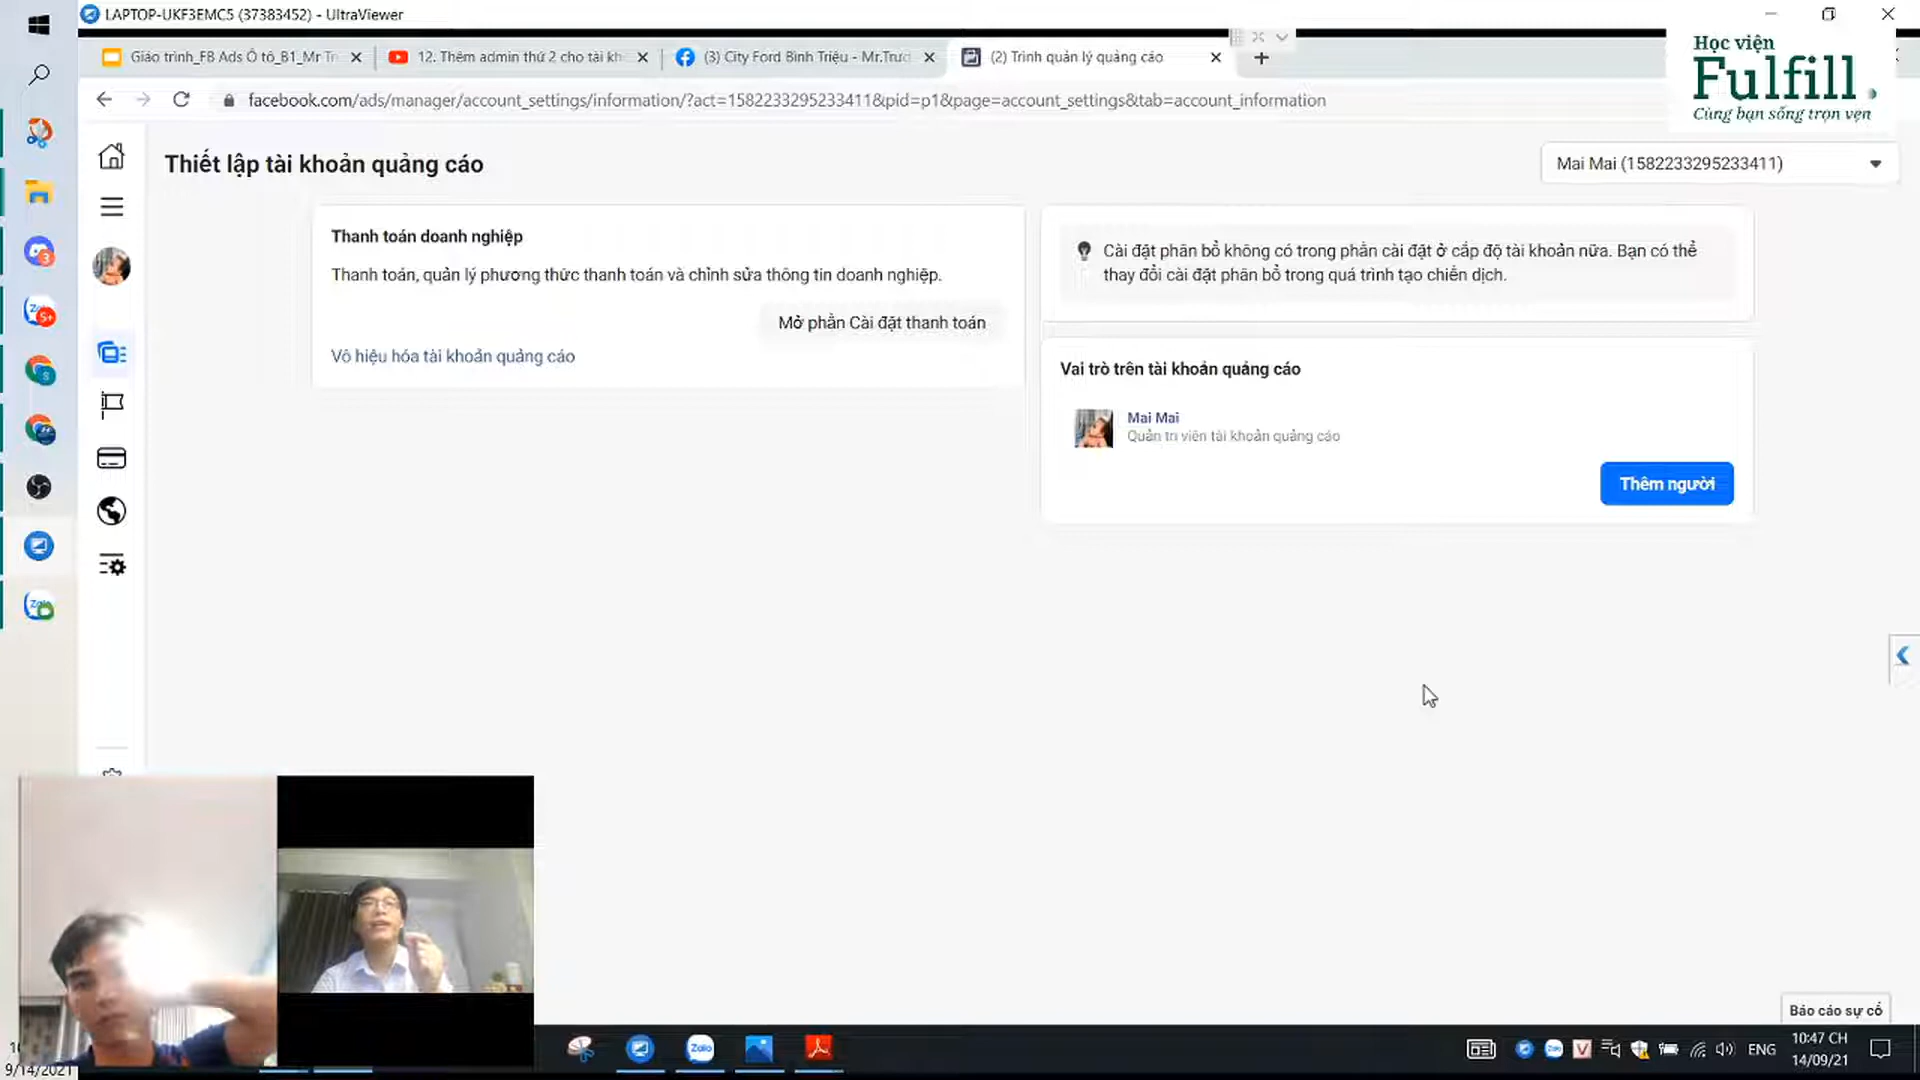 LAPTOP-UKF3EMC5 (37383452) - UltraViewer
Giáo trình_FB Ads Ô tô_B1_Mr Tr
12. Thêm admin thứ 2 cho tài kh
(3) City Ford Bình Triệu - Mr.Trườ
(2) Trình quản lý quảng cáo
Học viện
Fulfill.
Cùng bạn sống trọn vẹn
facebook.com/ads/manager/account_settings/information/?act=1582233295233411&pid=p1&page=account_settings&tab=account_information
Thiết lập tài khoản quảng cáo
Mai Mai (1582233295233411)
Thanh toán doanh nghiệp
Thanh toán, quản lý phương thức thanh toán và chỉnh sửa thông tin doanh nghiệp.
Mở phần Cài đặt thanh toán
Vô hiệu hóa tài khoản quảng cáo
Cài đặt phân bổ không có trong phần cài đặt ở cấp độ tài khoản nữa. Bạn có thể
thay đổi cài đặt phân bổ trong quá trình tạo chiến dịch.
Vai trò trên tài khoản quảng cáo
Mai Mai
Quản trị viên tài khoản quảng cáo
Thêm người
3
Zalo
5+
S
Zalo
Báo cáo sự cố
Zalo
ENG
10:47 CH
14/09/21
9/14/2021